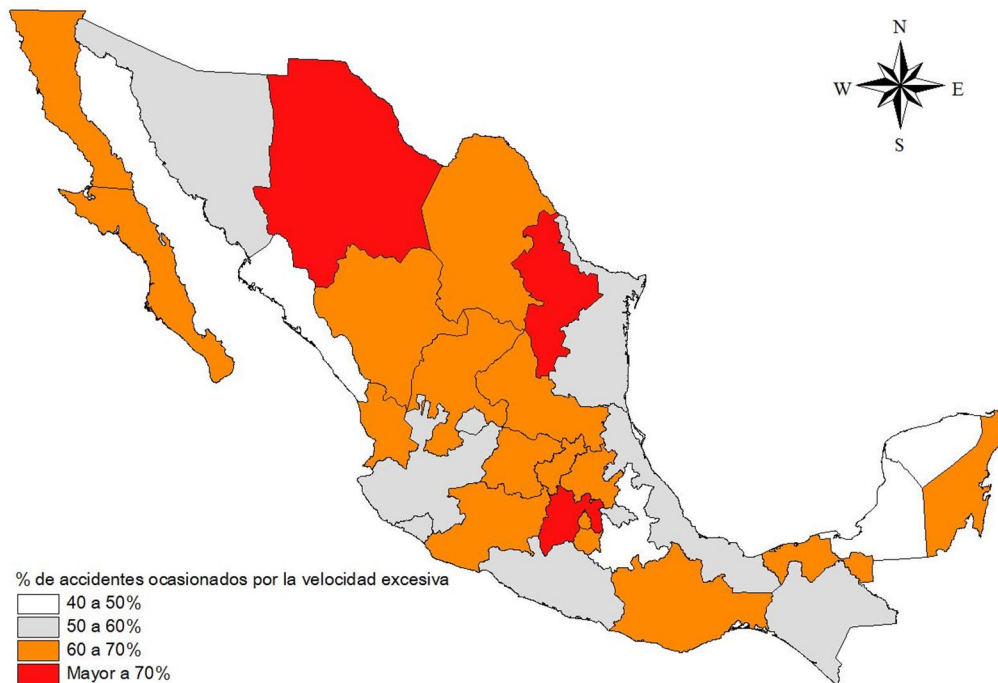 N
W E
S
% de accidentes ocasionados por la velocidad excesiva
40 a 50%
50 a 60%
60 a 70%
Mayor a 70%